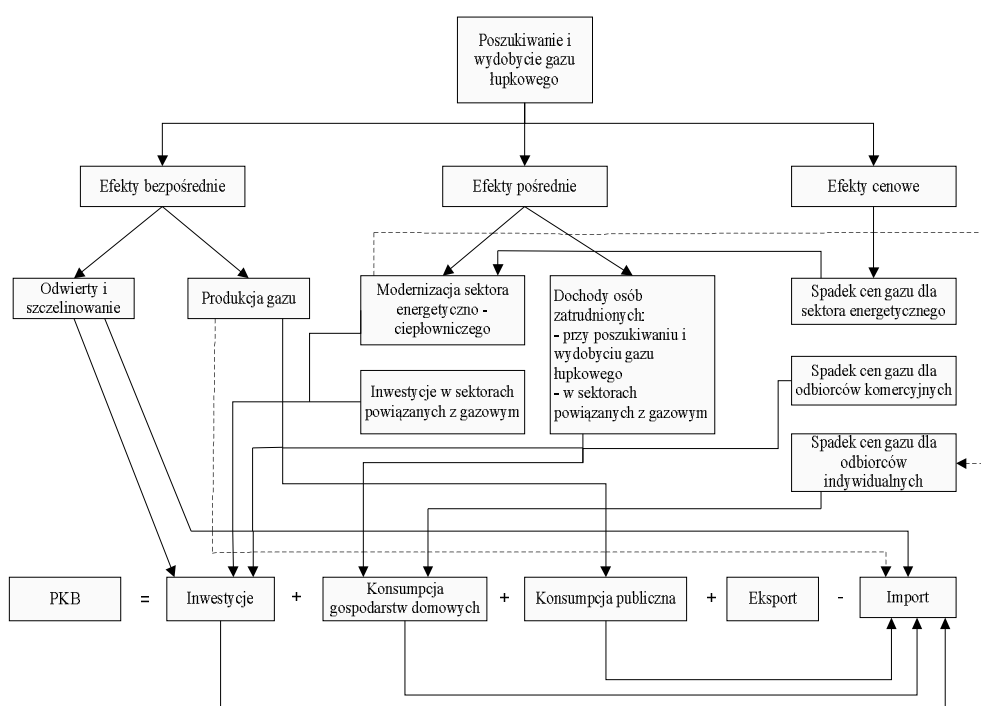 Poszukiwanie i
wydobycie gazu
łupkowego
Efekty bezpośrednie
Efekty pośrednie
Efekty cenowe
Odwierty i
szczelinowanie
Produkcja gazu
Modernizacja sektora
energetyczno -
ciepłowniczego
Dochody osób
zatrudnionych:
- przy poszukiwaniu i
wydobyciu gazu
łupkowego
- w sektorach
powiązanych z gazowym
Spadek cen gazu dla
sektora energetycznego
Inwestycje w sektorach
powiązanych z gazowym
Spadek cen gazu dla
odbiorców komercyjnych
Spadek cen gazu dla
odbiorców
indywidualnych
PKB
=
Inwestycje
+
Konsumpcja
gospodarstw domowych
+
Konsumpcja publiczna
+
Eksport
-
Import